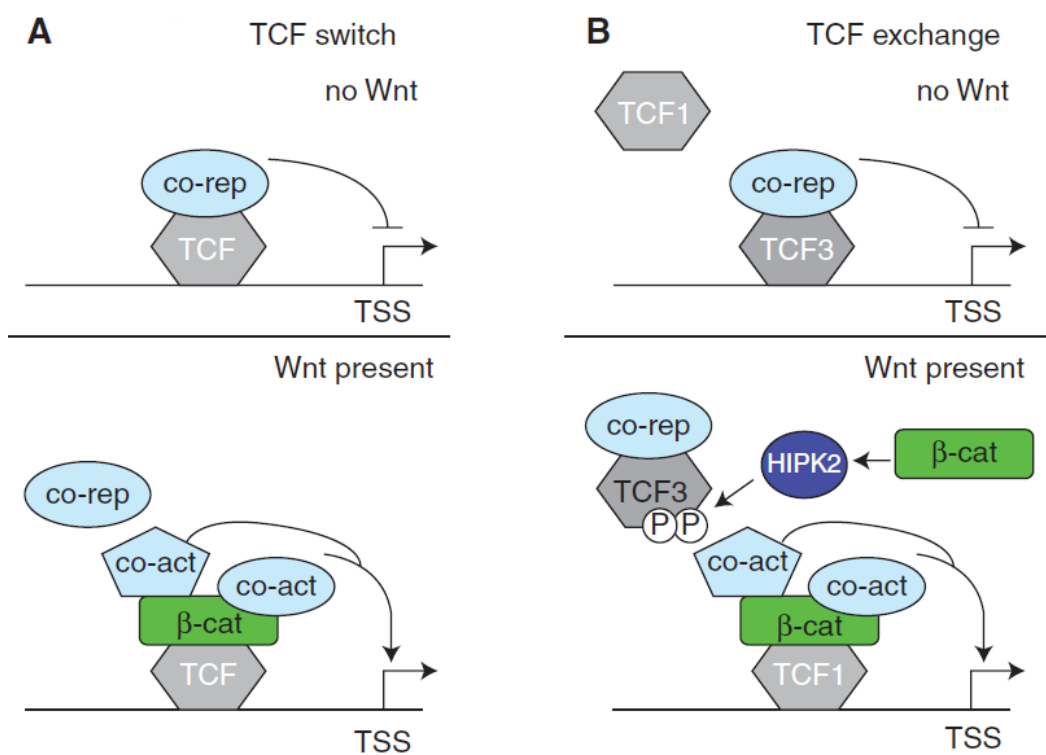 A
TCF switch
no Wnt
co-rep
TCF
TSS
Wnt present
co-rep
co-act
co-act
β-cat
TCF
TSS
B
TCF exchange
no Wnt
TCF1
co-rep
TCF3
TSS
Wnt present
co-rep
TCF3
P P
HIPK2
β-cat
co-act
co-act
β-cat
TCF1
TSS